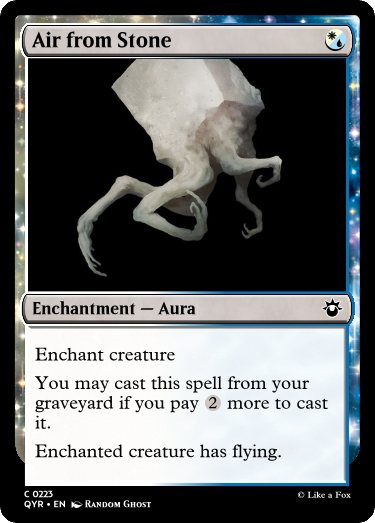 Air from Stone
Enchantment — Aura
Enchant creature
You may cast this spell from your
graveyard if you pay 2 more to cast
it.
Enchanted creature has flying.
C 0223
QYR • EN Random Ghost
© Like a Fox